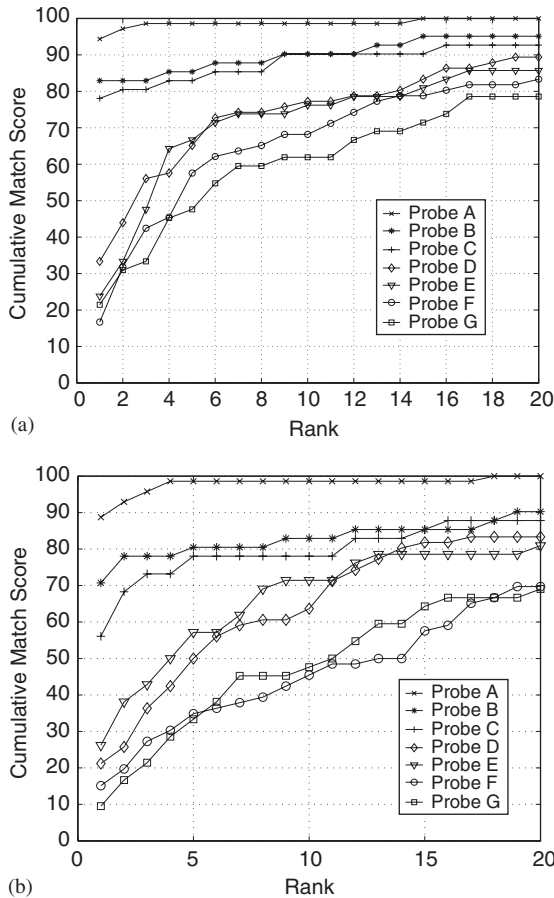 100
90
80
70
60
50
40
30
20
10
0
Cumulative Match Score
Probe A
Probe B
Probe C
Probe D
Probe E
Probe F
Probe G
0 2 4 6 8 10 12 14 16 18 20
Rank
(a)
100
90
80
70
60
50
40
30
20
10
0
Cumulative Match Score
Probe A
Probe B
Probe C
Probe D
Probe E
Probe F
Probe G
0 5 10 15 20
Rank
(b)